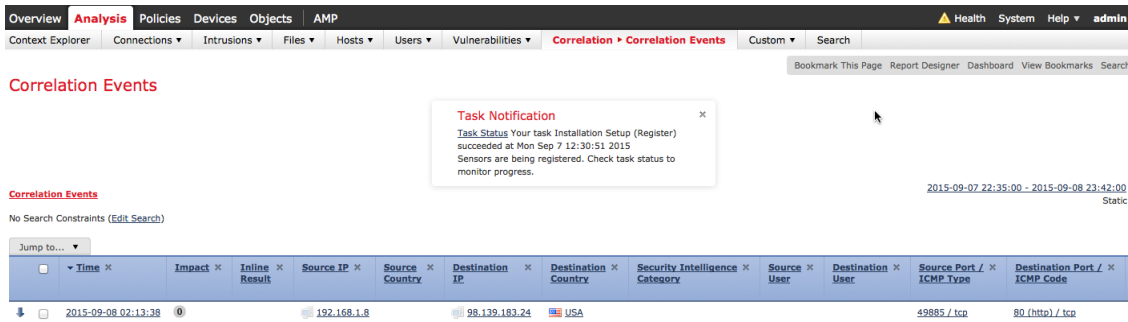 Overview Analysis Policies Devices Objects AMP Health System Help ▾ admin
Context Explorer Connections ▾ Intrusions ▾ Files ▾ Hosts ▾ Users ▾ Vulnerabilities ▾ Correlation ▸ Correlation Events Custom ▾ Search
Bookmark This Page Report Designer Dashboard View Bookmarks Search
Correlation Events
Task Notification ×
Task Status Your task Installation Setup (Register)
succeeded at Mon Sep 7 12:30:51 2015
Sensors are being registered. Check task status to
monitor progress.
Correlation Events
2015-09-07 22:35:00 - 2015-09-08 23:42:00
Static
No Search Constraints (Edit Search)
Jump to... ▼
▾ Time × Impact × Inline Result × Source IP × Source Country × Destination IP × Destination Country × Security Intelligence Category × Source User × Destination User × Source Port / ICMP Type × Destination Port / ICMP Code ×
2015-09-08 02:13:38 0 192.168.1.8 98.139.183.24 USA 49885 / tcp 80 (http) / tcp